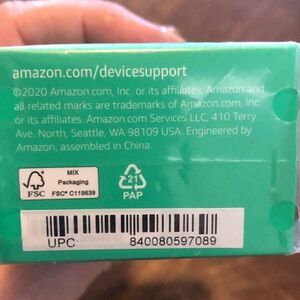 amazon.com/devicesupport
©2020 Amazon.com, Inc. or its affiliates. Amazon and
all related marks are trademarks of Amazon.com, Inc.
or its affiliates. Amazon.com Services LLC, 410 Terry
Ave. North, Seattle, WA 98109 USA. Engineered by
Amazon, assembled in China.
FSC
MIX
Packaging
FSC® C119639
21
PAP
UPC 840080597089